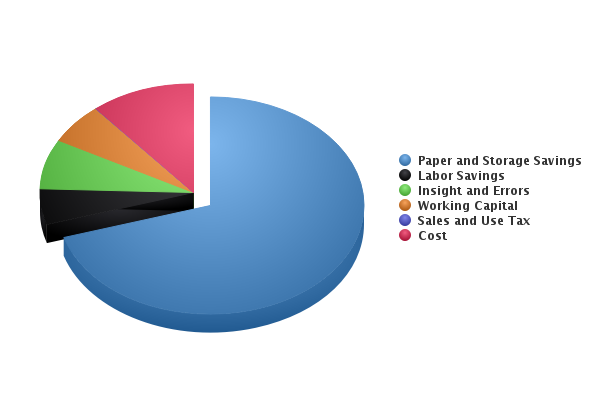 Paper and Storage Savings
Labor Savings
Insight and Errors
Working Capital
Sales and Use Tax
Cost